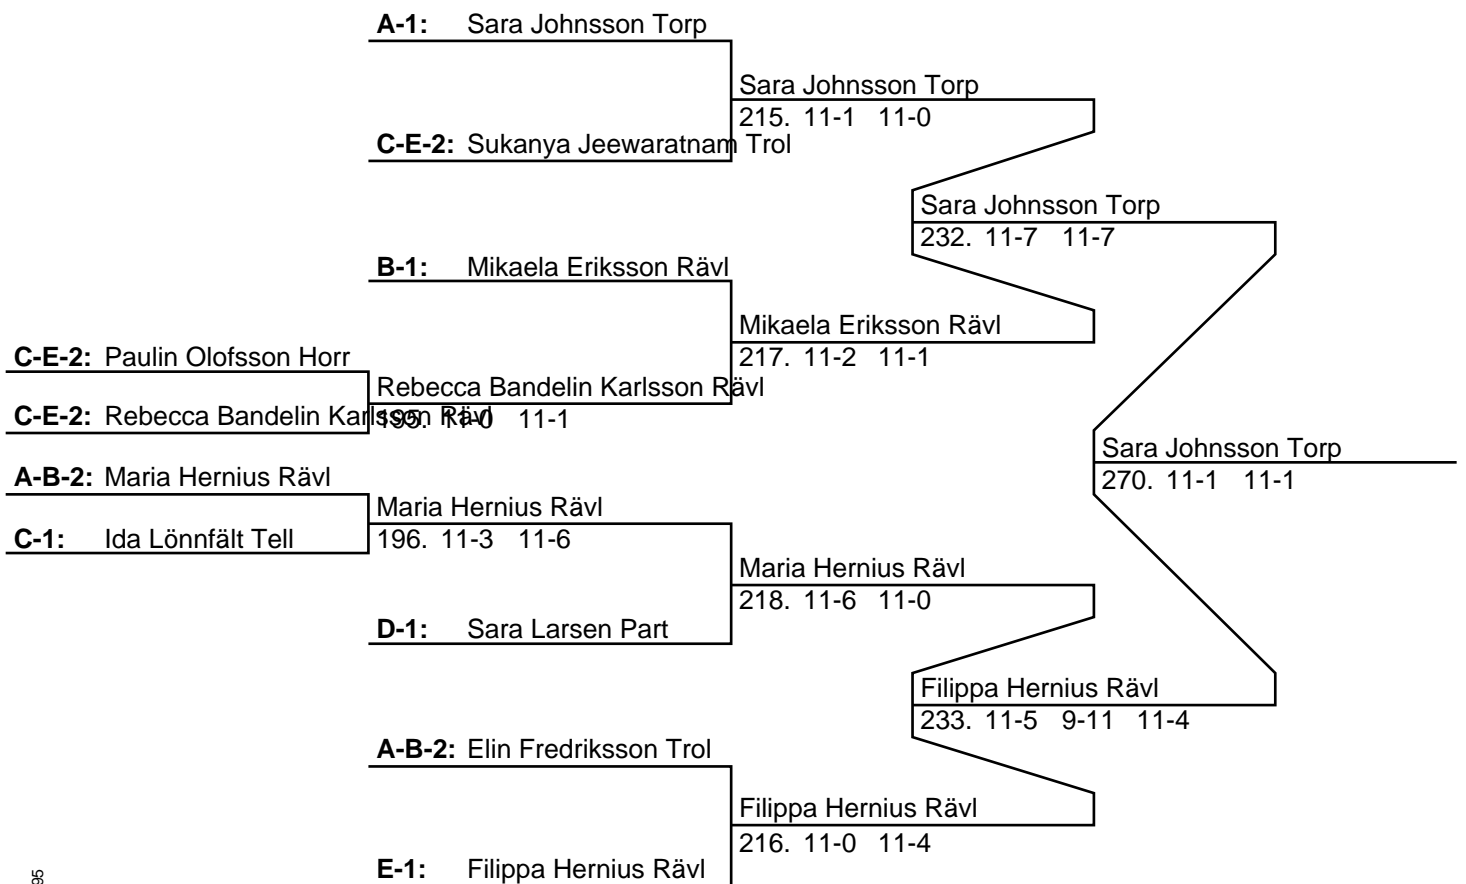 A-1: Sara Johnsson Torp
Sara Johnsson Torp
215. 11-1 11-0
C-E-2: Sukanya Jeewaratnam Trol
Sara Johnsson Torp
232. 11-7 11-7
B-1: Mikaela Eriksson Rävl
Mikaela Eriksson Rävl
217. 11-2 11-1
C-E-2: Paulin Olofsson Horr
Rebecca Bandelin Karlsson Rävl
195. 11-0 11-1
C-E-2: Rebecca Bandelin Karlsson Rävl
Sara Johnsson Torp
270. 11-1 11-1
A-B-2: Maria Hernius Rävl
Maria Hernius Rävl
196. 11-3 11-6
C-1: Ida Lönnfält Tell
Maria Hernius Rävl
218. 11-6 11-0
D-1: Sara Larsen Part
Filippa Hernius Rävl
233. 11-5 9-11 11-4
A-B-2: Elin Fredriksson Trol
Filippa Hernius Rävl
216. 11-0 11-4
E-1: Filippa Hernius Rävl
95